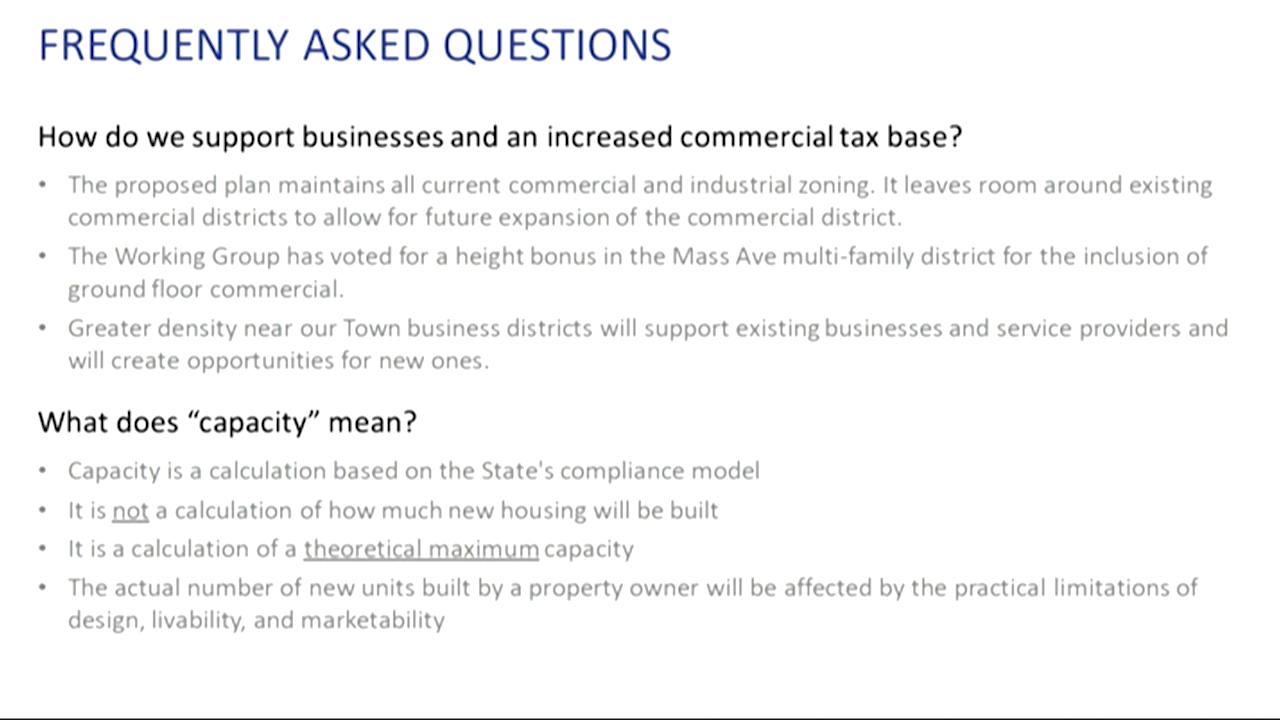 FREQUENTLY ASKED QUESTIONS
How do we support businesses and an increased commercial tax base?
• The proposed plan maintains all current commercial and industrial zoning. It leaves room around existing
commercial districts to allow for future expansion of the commercial district.
• The Working Group has voted for a height bonus in the Mass Ave multi-family district for the inclusion of
ground floor commercial.
• Greater density near our Town business districts will support existing businesses and service providers and
will create opportunities for new ones.
What does “capacity” mean?
• Capacity is a calculation based on the State's compliance model
• It is not a calculation of how much new housing will be built
• It is a calculation of a theoretical maximum capacity
• The actual number of new units built by a property owner will be affected by the practical limitations of
design, livability, and marketability